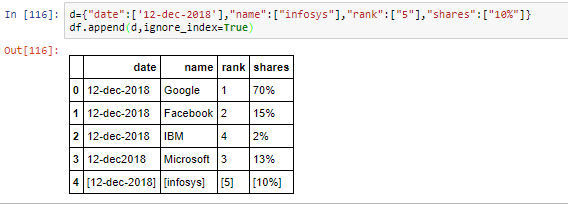 In [116]: d={"date":['12-dec-2018'],"name":["infosys"],"rank":["5"],"shares":["10%"]}
df.append(d,ignore_index=True)
Out[116]:
date name rank shares
0 12-dec-2018 Google 1 70%
1 12-dec-2018 Facebook 2 15%
2 12-dec-2018 IBM 4 2%
3 12-dec2018 Microsoft 3 13%
4 [12-dec-2018] [infosys] [5] [10%]